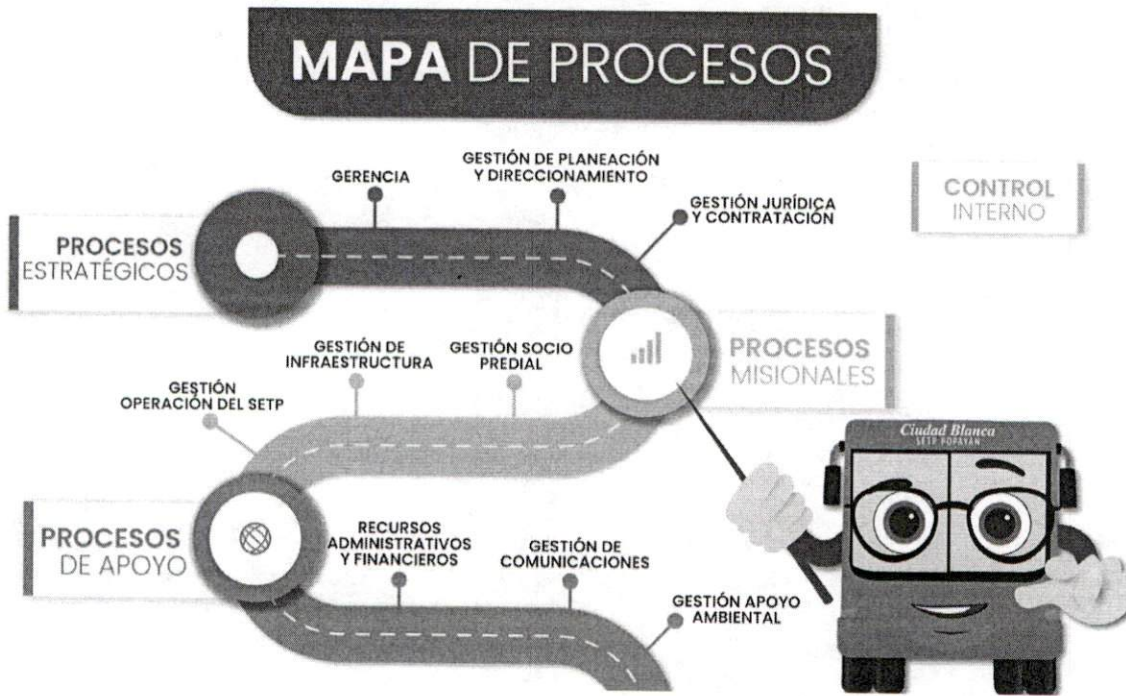 MAPA DE PROCESOS
GERENCIA
GESTIÓN DE PLANEACIÓN
Y DIRECCIONAMIENTO
GESTIÓN JURÍDICA
Y CONTRATACIÓN
CONTROL
INTERNO
PROCESOS
ESTRATÉGICOS
GESTIÓN DE
INFRAESTRUCTURA
GESTIÓN SOCIO
PREDIAL
GESTIÓN
OPERACIÓN DEL SETP
PROCESOS
MISIONALES
Ciudad Blanca
SETP POPAYÁN
PROCESOS
DE APOYO
RECURSOS
ADMINISTRATIVOS
Y FINANCIEROS
GESTIÓN DE
COMUNICACIONES
GESTIÓN APOYO
AMBIENTAL